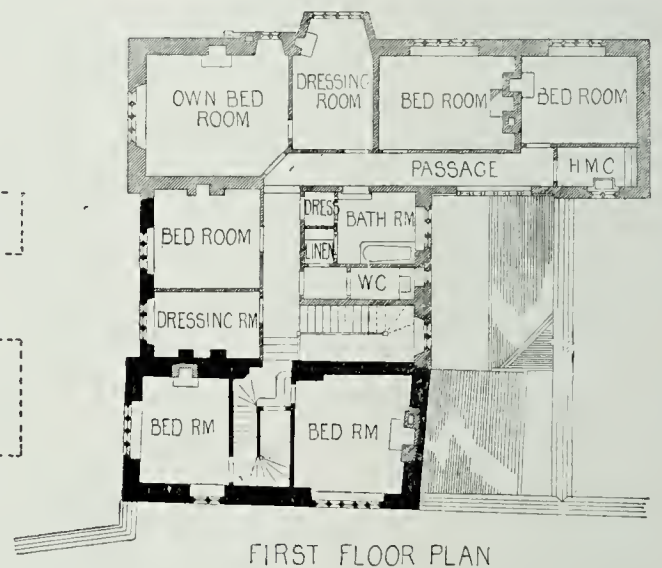 OWN BED
ROOM
DRESSING
ROOM
BED ROOM
BED ROOM
PASSAGE
H.M.C
BED ROOM
DRESS
BATH RM
LINEN
WC
DRESSING RM
BED RM
BED RM
FIRST FLOOR PLAN